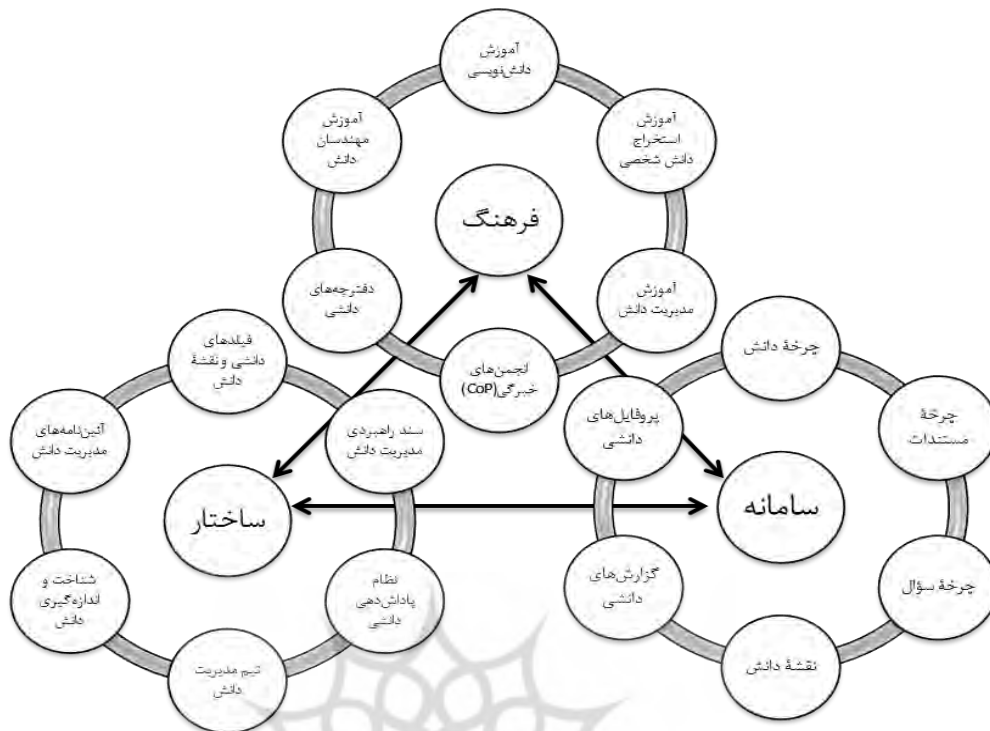 آموزش
دانش‌نویسی
آموزش
استخراج
دانش شخصی
آموزش
مدیریت دانش
انجمن‌های
خبرگی(CoP)
دفترچه‌های
دانشی
آموزش
مهندسان
دانش
فرهنگ
چرخهٔ دانش
چرخهٔ
مستندات
چرخهٔ سؤال
نقشهٔ دانش
گزارش‌های
دانشی
پروفایل‌های
دانشی
سامانه
فیلدهای
دانشی و نقشهٔ
دانش
سند راهبردی
مدیریت دانش
نظام
پاداش‌دهی
دانشی
تیم مدیریت
دانش
شناخت و
اندازه‌گیری
دانش
آئین‌نامه‌های
مدیریت دانش
ساختار